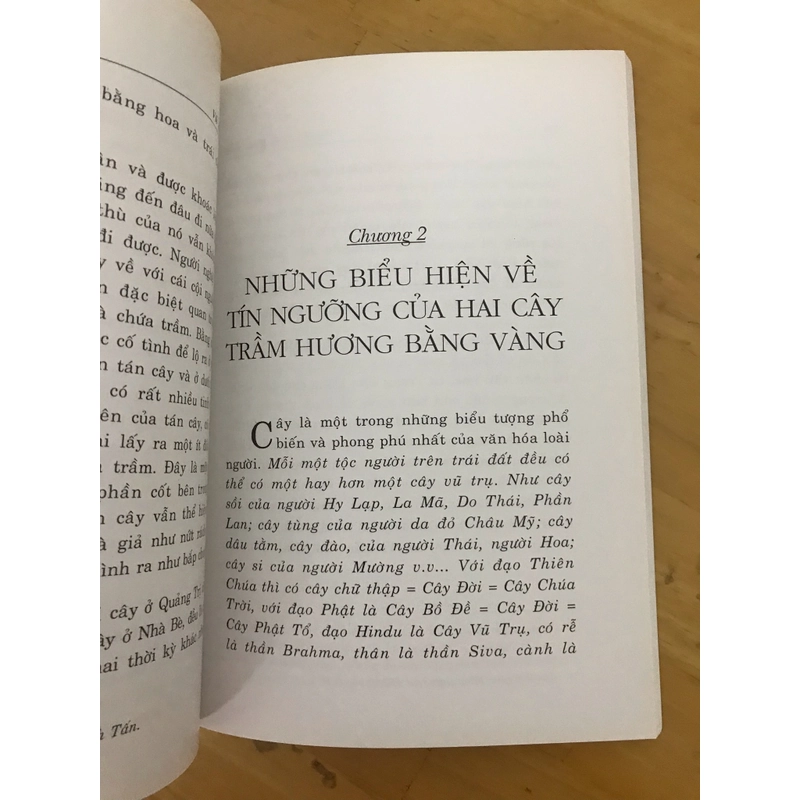 bằng hoa và trái
và được khoác
đến đâu đi
thù của nó vẫn
đi được. Người
về với cái cội
đặc biệt quan
chứa trầm. Bằng
cố tình để lộ ra
tán cây và ở
có rất nhiều
của tán cây,
lấy ra một ít
trầm. Đây là
phần cốt bên
cây vẫn thể
giả như nứt
ra như bắp
cây ở Quảng Trị
ở Nhà Bè, đều
thời kỳ khác
Tấn.
Chương 2
NHỮNG BIỂU HIỆN VỀ
TÍN NGƯỠNG CỦA HAI CÂY
TRẦM HƯƠNG BẰNG VÀNG
Cây là một trong những biểu tượng phổ
biến và phong phú nhất của văn hóa loài
người. Mỗi một tộc người trên trái đất đều có
thể có một hay hơn một cây vũ trụ. Như cây
sồi của người Hy Lạp, La Mã, Do Thái, Phần
Lan; cây tùng của người da đỏ Châu Mỹ; cây
dâu tằm, cây đào, của người Thái, người Hoa;
cây si của người Mường v.v... Với đạo Thiên
Chúa thì có cây chữ thập = Cây Đời = Cây Chúa
Trời, với đạo Phật là Cây Bồ Đề = Cây Đời =
Cây Phật Tổ, đạo Hindu là Cây Vũ Trụ, có rễ
là thần Brahma, thân là thần Siva, cành là